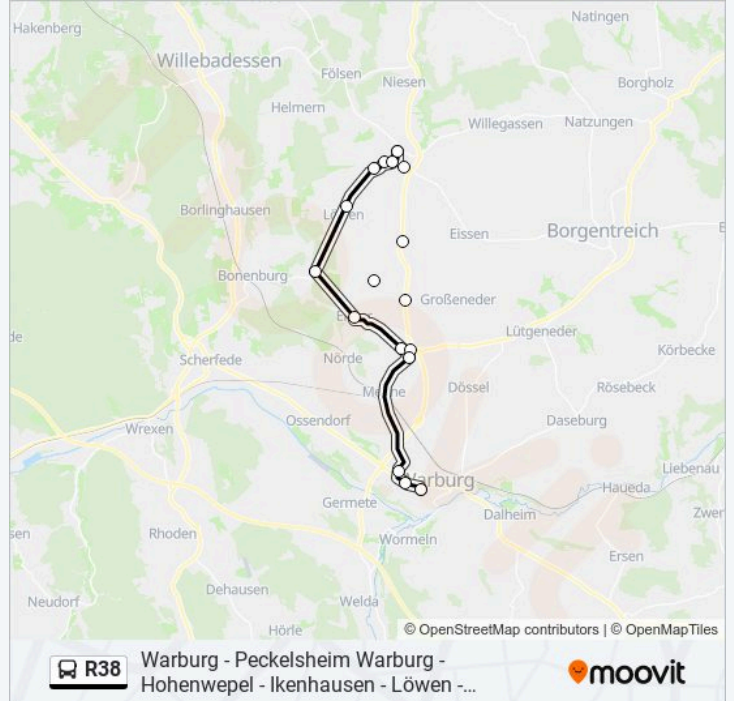 Hakenberg
Natingen
Willebadessen
Fölsen
Niesen
Borgholz
Helmern
Willegassen
Natzungen
Borlinghausen
Borgentreich
Eissen
Bonenburg
Großeneder
de
Lütgeneder
Scherfede
Nörde
Körbecke
Dössel
Rösebeck
Ossendorf
Daseburg
Wrexen
Warburg
Liebenau
Germete
Haueda
Dalheim
Zwer
sen
Rhoden
Wormeln
Ersen
Dehausen
Neudorf
Welda
Hörle
© OpenStreetMap contributors | © OpenMapTiles
R38
Warburg - Peckelsheim Warburg -
Hohenwepel - Ikenhausen - Löwen -...
moovit